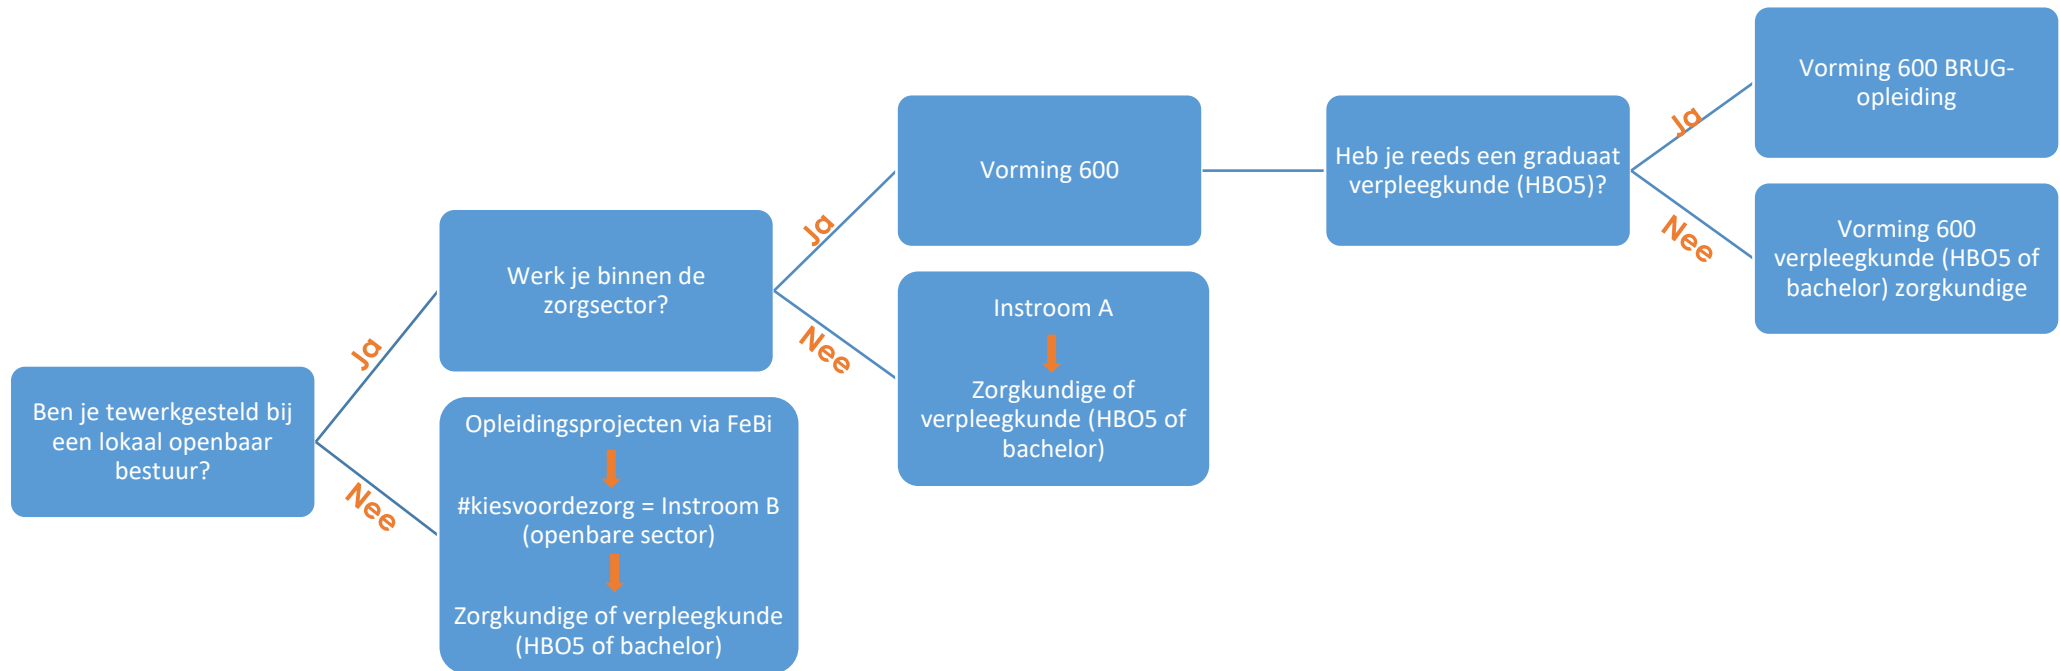 Ben je tewerkgesteld bij
een lokaal openbaar
bestuur?
Ja
Nee
Werk je binnen de
zorgsector?
Opleidingsprojecten via FeBi
#kiesvoordezorg = Instroom B
(openbare sector)
Zorgkundige of verpleegkunde
(HBO5 of bachelor)
Ja
Nee
Vorming 600
Instroom A
Zorgkundige of
verpleegkunde (HBO5 of
bachelor)
Heb je reeds een graduaat
verpleegkunde (HBO5)?
Ja
Nee
Vorming 600 BRUG-
opleiding
Vorming 600
verpleegkunde (HBO5 of
bachelor) zorgkundige